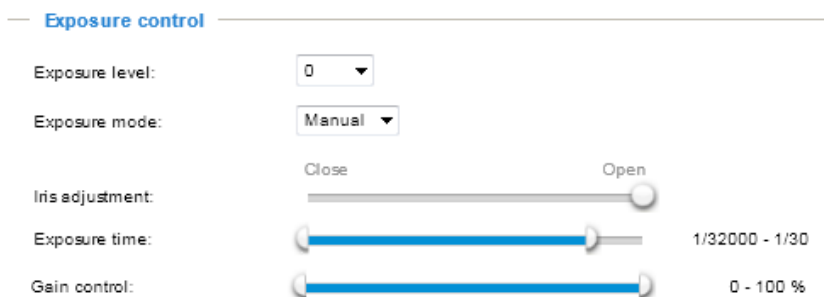 Exposure control
Exposure level: 0
Exposure mode: Manual
Close Open
Iris adjustment:
Exposure time: 1/32000 - 1/30
Gain control: 0 - 100 %